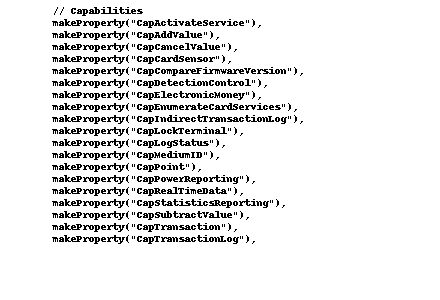 // Capabilities
makeProperty("CapActivateService"),
makeProperty("CapAddValue"),
makeProperty("CapCancelValue"),
makeProperty("CapCardSensor"),
makeProperty("CapCompareFirmwareVersion"),
makeProperty("CapDetectionControl"),
makeProperty("CapElectronicMoney"),
makeProperty("CapEnumerateCardServices"),
makeProperty("CapIndirectTransactionLog"),
makeProperty("CapLockTerminal"),
makeProperty("CapLogStatus"),
makeProperty("CapMediumID"),
makeProperty("CapPoint"),
makeProperty("CapPowerReporting"),
makeProperty("CapRealTimeData"),
makeProperty("CapStatisticsReporting"),
makeProperty("CapSubtractValue"),
makeProperty("CapTransaction"),
makeProperty("CapTransactionLog"),